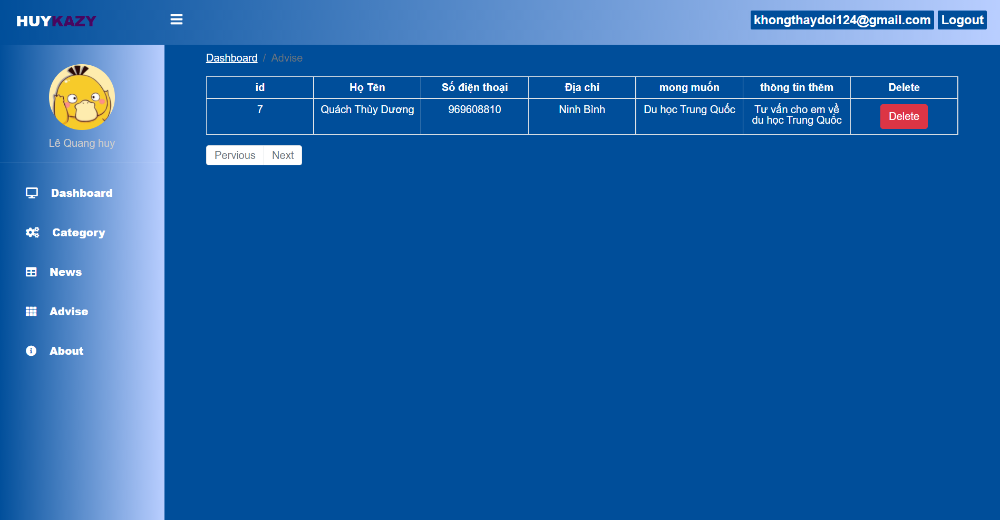 HUYKAZY
khongthaydoi124@gmail.com Logout
Lê Quang huy
Dashboard
Category
News
Advise
About
Dashboard / Advise
id Họ Tên Số điện thoại Địa chỉ mong muốn thông tin thêm Delete
7 Quách Thùy Dương 969608810 Ninh Bình Du học Trung Quốc Tư vấn cho em về
du học Trung Quốc Delete
Pervious Next